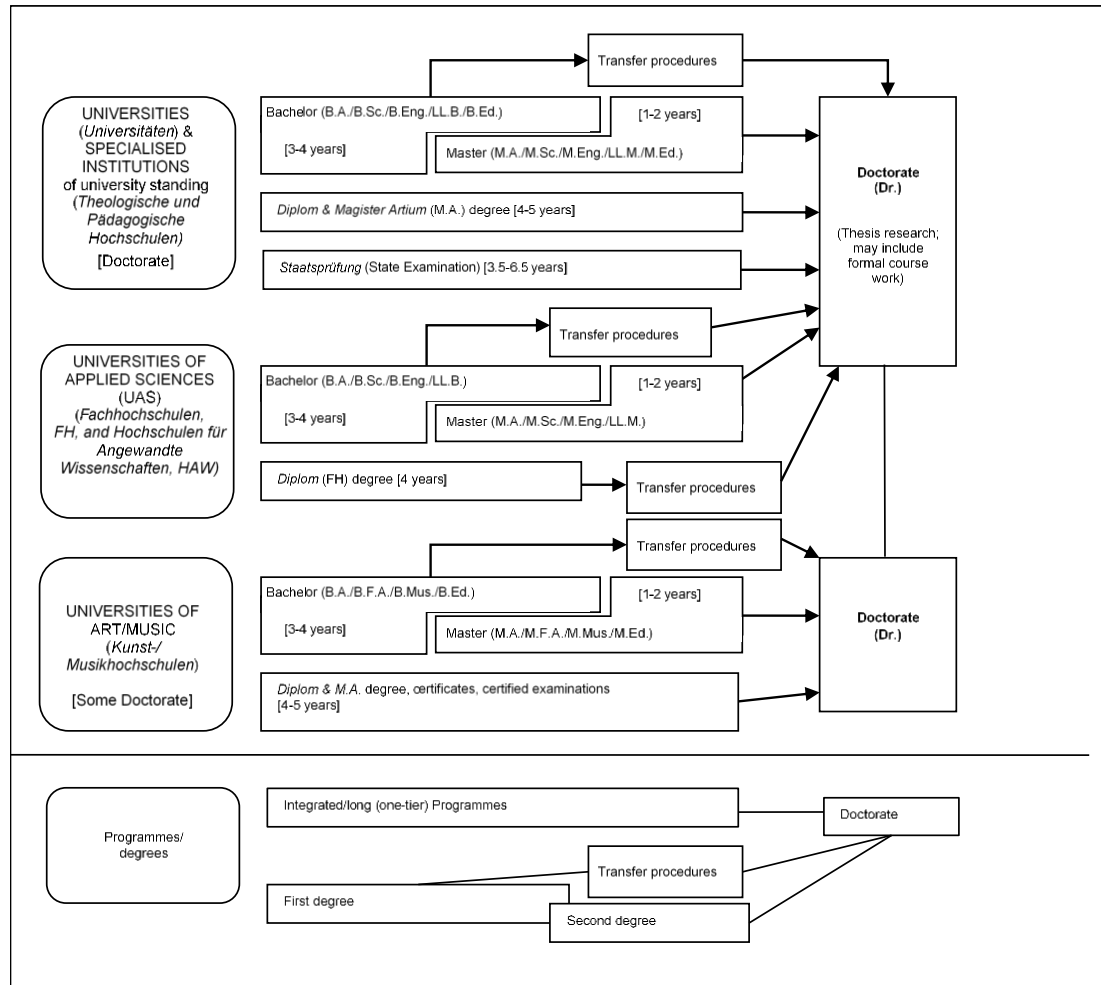 Transfer procedures
UNIVERSITIES
(Universitäten) &
SPECIALISED
INSTITUTIONS
of university standing
(Theologische und
Pädagogische
Hochschulen)
[Doctorate]
Bachelor (B.A./B.Sc./B.Eng./LL.B./B.Ed.)
[3-4 years]
[1-2 years]
Master (M.A./M.Sc./M.Eng./LL.M./M.Ed.)
Diplom & Magister Artium (M.A.) degree [4-5 years]
Staatsprüfung (State Examination) [3.5-6.5 years]
Doctorate
(Dr.)
(Thesis research;
may include
formal course
work)
Transfer procedures
UNIVERSITIES OF
APPLIED SCIENCES
(UAS)
(Fachhochschulen,
FH, and Hochschulen für
Angewandte
Wissenschaften, HAW)
Bachelor (B.A./B.Sc./B.Eng./LL.B.)
[3-4 years]
[1-2 years]
Master (M.A./M.Sc./M.Eng./LL.M.)
Diplom (FH) degree [4 years]
Transfer procedures
Transfer procedures
UNIVERSITIES OF
ART/MUSIC
(Kunst-/
Musikhochschulen)
[Some Doctorate]
Bachelor (B.A./B.F.A./B.Mus./B.Ed.)
[3-4 years]
[1-2 years]
Master (M.A./M.F.A./M.Mus./M.Ed.)
Diplom & M.A. degree, certificates, certified examinations
[4-5 years]
Doctorate
(Dr.)
Programmes/
degrees
Integrated/long (one-tier) Programmes
Doctorate
Transfer procedures
First degree
Second degree